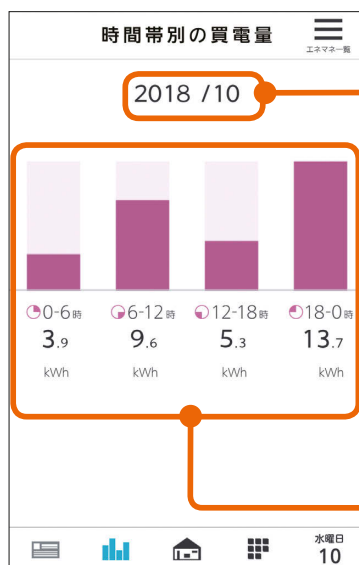 時間帯別の買電量
エネマネ一覧
2018 /10
0-6時 6-12時 12-18時 18-0時
3.9 9.6 5.3 13.7
kWh kWh kWh kWh
水曜日
10